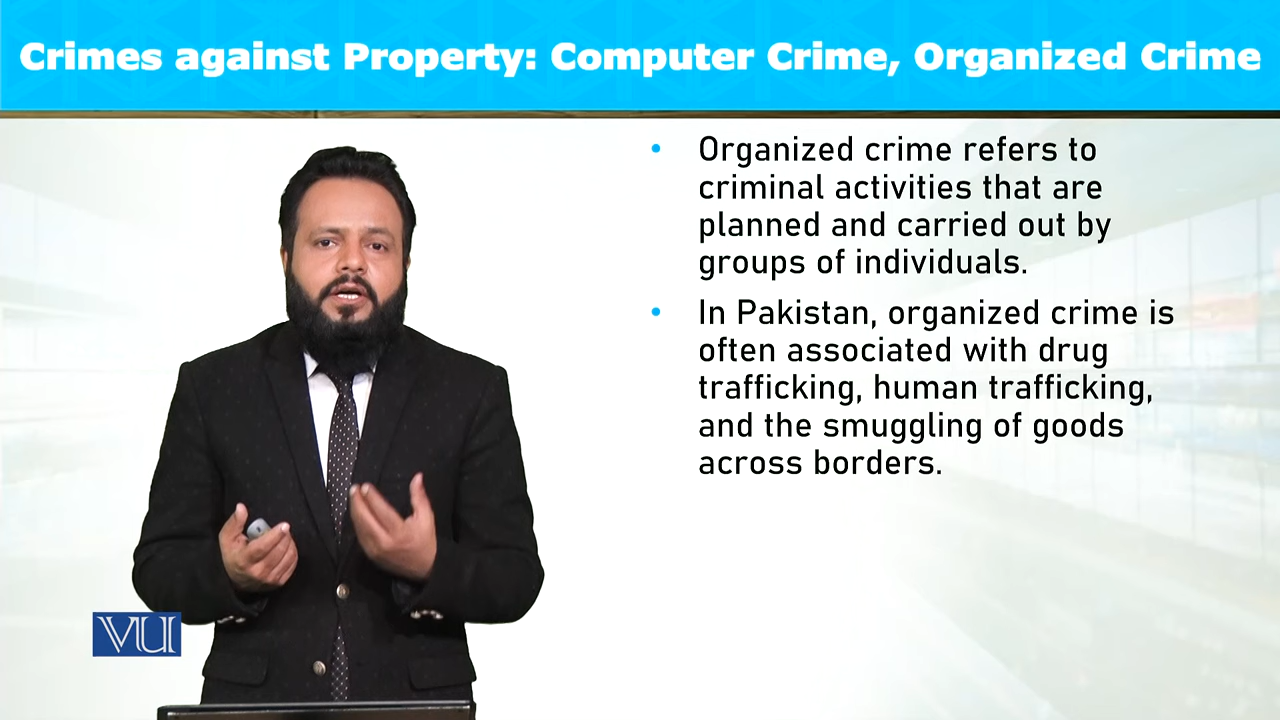 Crimes against Property: Computer Crime, Organized Crime
• Organized crime refers to
criminal activities that are
planned and carried out by
groups of individuals.
• In Pakistan, organized crime is
often associated with drug
trafficking, human trafficking,
and the smuggling of goods
across borders.
VU